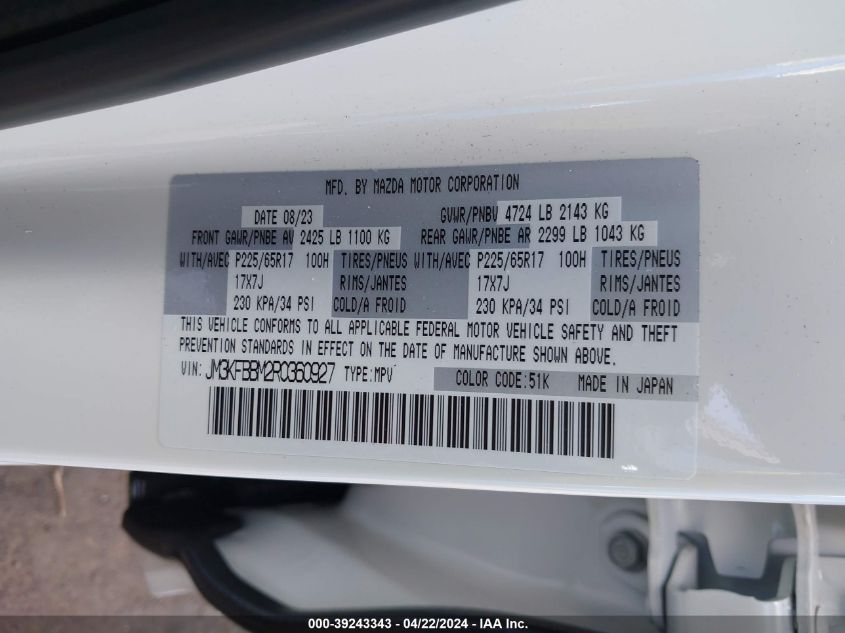 MFD. BY MAZDA MOTOR CORPORATION
DATE 08/23 GVWR/PNBV 4724 LB 2143 KG
FRONT GAWR/PNBE AV 2425 LB 1100 KG REAR GAWR/PNBE AR 2299 LB 1043 KG
WITH/AVEC P225/65R17 100H TIRES/PNEUS WITH/AVEC P225/65R17 100H TIRES/PNEUS
17X7J RIMS/JANTES 17X7J RIMS/JANTES
230 KPA/34 PSI COLD/A FROID 230 KPA/34 PSI COLD/A FROID
THIS VEHICLE CONFORMS TO ALL APPLICABLE FEDERAL MOTOR VEHICLE SAFETY AND THEFT
PREVENTION STANDARDS IN EFFECT ON THE DATE OF MANUFACTURE SHOWN ABOVE.
VIN: JM3KFBBM2R0360927 TYPE:MPV COLOR CODE:51K MADE IN JAPAN
000-39243343 - 04/22/2024 - IAA Inc.